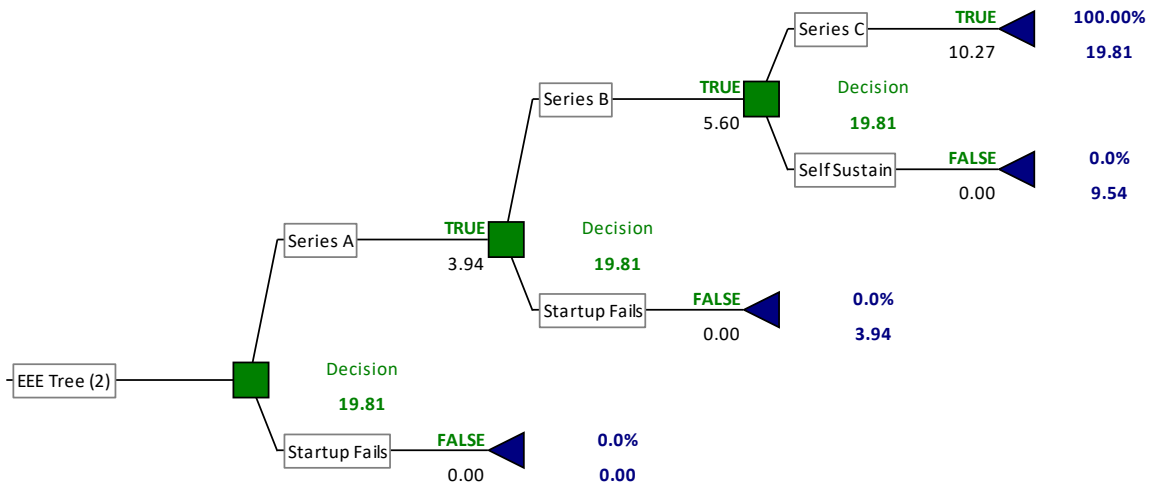 TRUE 100.00%
Series C
10.27 19.81
TRUE Decision
Series B
5.60 19.81
FALSE 0.0%
Self Sustain
0.00 9.54
TRUE Decision
Series A
3.94 19.81
FALSE 0.0%
Startup Fails
0.00 3.94
Decision
EEE Tree (2)
19.81
FALSE 0.0%
Startup Fails
0.00 0.00